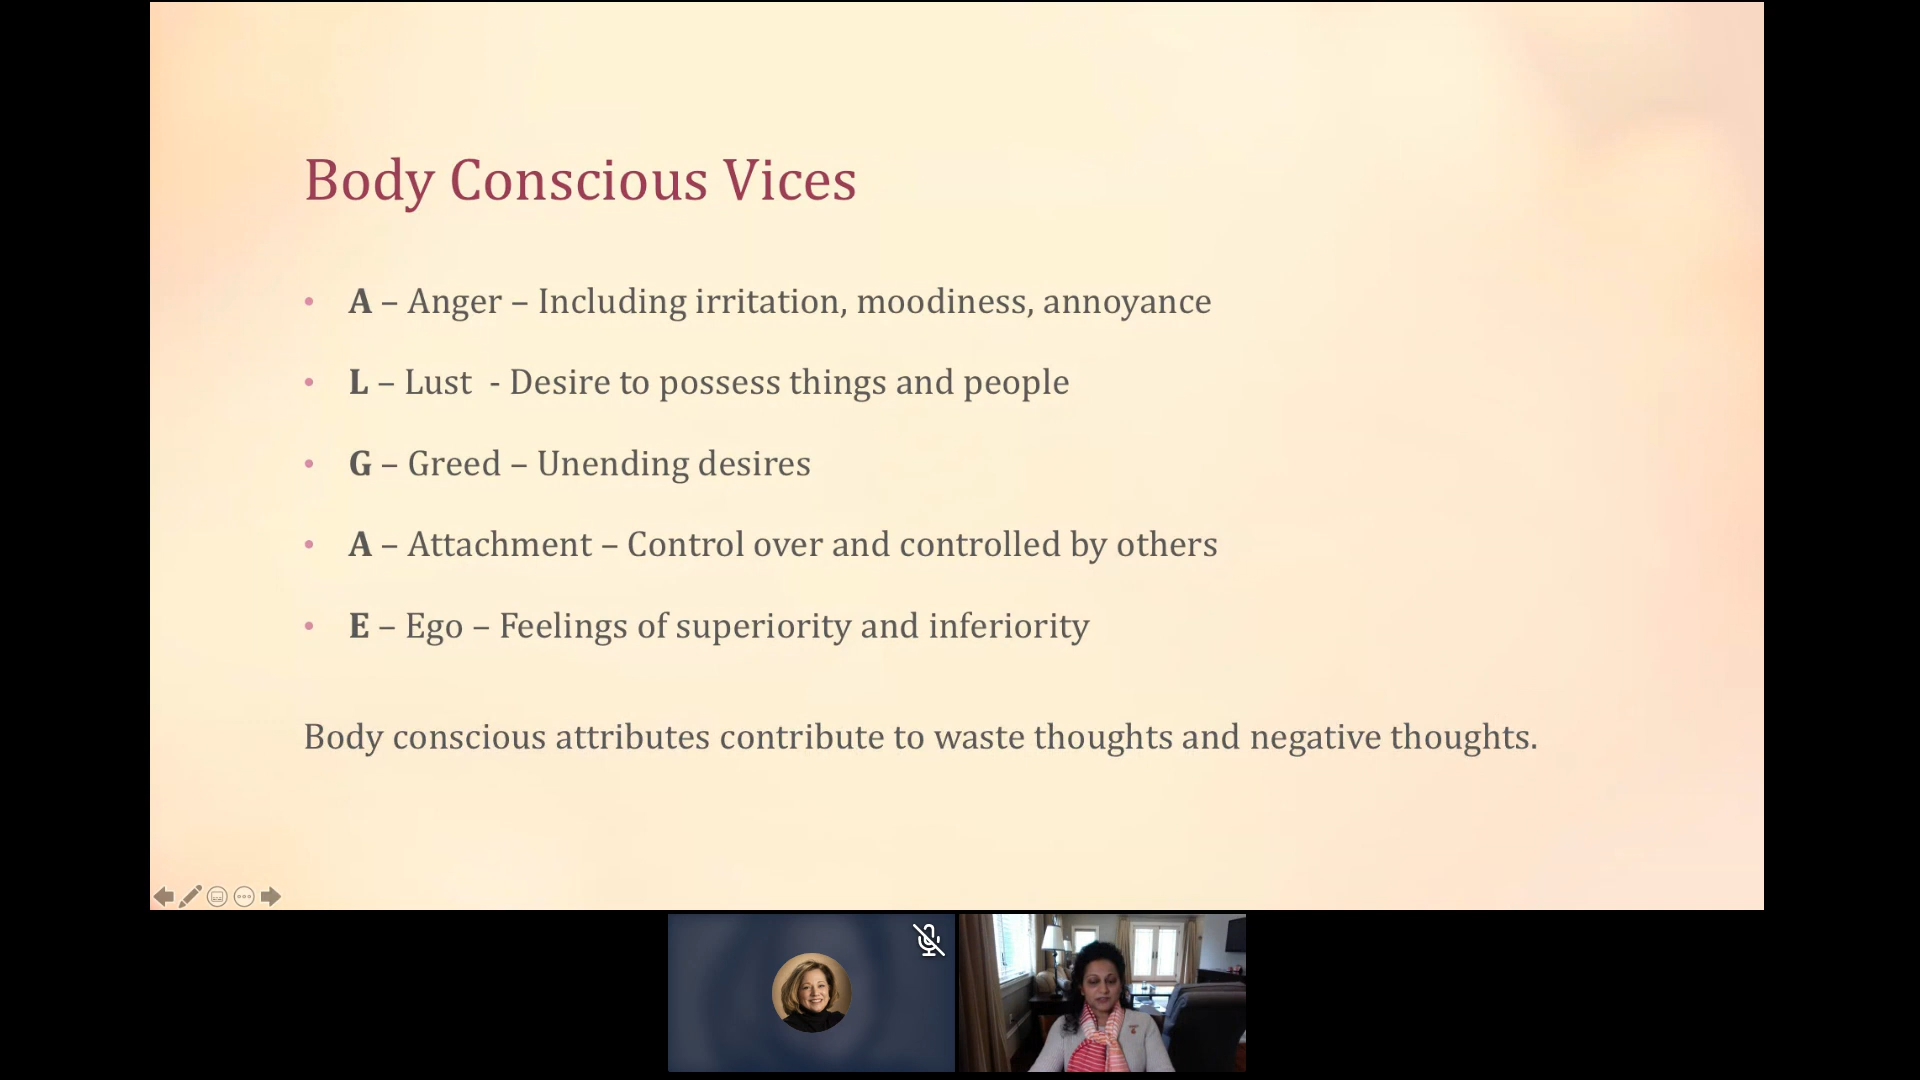 Body Conscious Vices
• A – Anger – Including irritation, moodiness, annoyance
• L – Lust  - Desire to possess things and people
• G – Greed – Unending desires
• A – Attachment – Control over and controlled by others
• E – Ego – Feelings of superiority and inferiority
Body conscious attributes contribute to waste thoughts and negative thoughts.